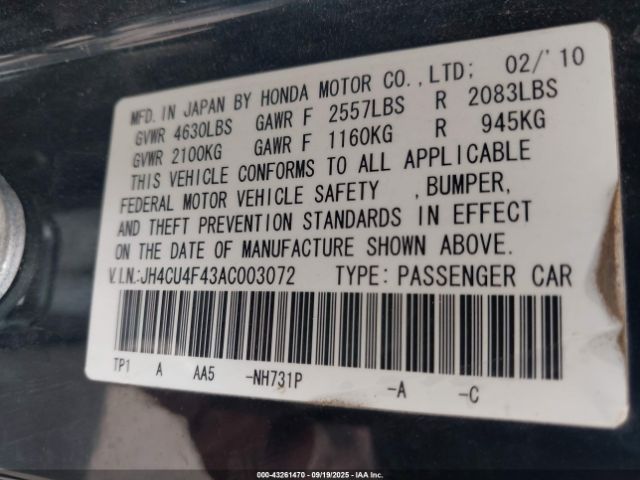 MFD. IN JAPAN BY HONDA MOTOR CO.,LTD; 02/'10
GVWR 4630LBS GAWR F 2557LBS R 2083LBS
GVWR 2100KG GAWR F 1160KG R 945KG
THIS VEHICLE CONFORMS TO ALL APPLICABLE
FEDERAL MOTOR VEHICLE SAFETY ,BUMPER,
AND THEFT PREVENTION STANDARDS IN EFFECT
ON THE DATE OF MANUFACTURE SHOWN ABOVE.
V.I.N.:JH4CU4F43AC003072 TYPE: PASSENGER CAR
TP1 A AA5 -NH731P -A -C
000-43261470 - 09/19/2025 - IAA Inc.